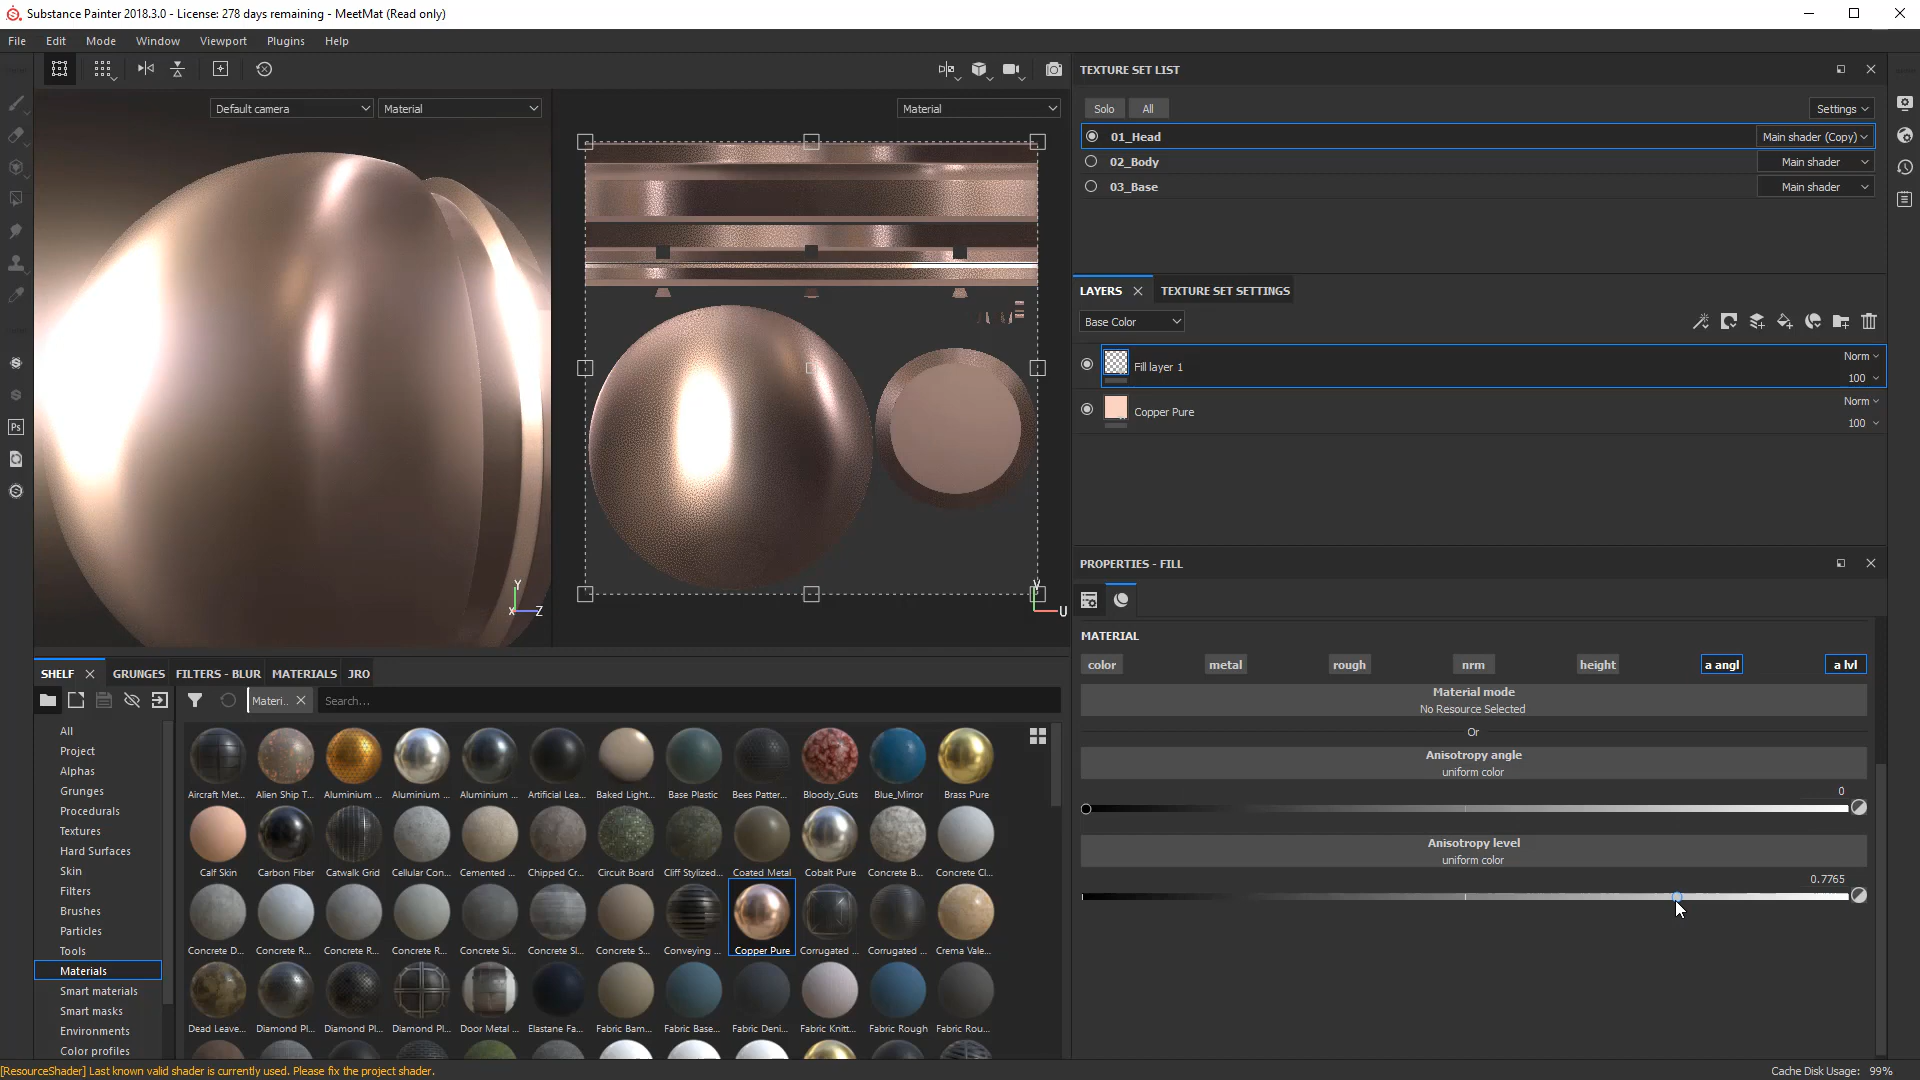 Substance Painter 2018.3.0 - License: 278 days remaining - MeetMat (Read only)
File Edit Mode Window Viewport Plugins Help
Default camera Material Material
Y
X Z
V
U
TEXTURE SET LIST
Solo All Settings
01_Head Main shader (Copy)
02_Body Main shader
03_Base Main shader
LAYERS TEXTURE SET SETTINGS
Base Color
Fill layer 1 Norm
100
Copper Pure Norm
100
PROPERTIES - FILL
MATERIAL
color metal rough nrm height a angl a lvl
Material mode
No Resource Selected
Or
Anisotropy angle
uniform color
0
Anisotropy level
uniform color
0.7765
SHELF GRUNGES FILTERS - BLUR MATERIALS JRO
Materi.. Search...
Ps
All
Project
Alphas
Grunges
Procedurals
Textures
Hard Surfaces
Skin
Filters
Brushes
Particles
Tools
Materials
Smart materials
Smart masks
Environments
Color profiles
Aircraft Met... Alien Ship T... Aluminium ... Aluminium ... Aluminium ... Artificial Lea... Baked Light... Base Plastic Bees Patter... Bloody_Guts Blue_Mirror Brass Pure
Calf Skin Carbon Fiber Catwalk Grid Cellular Con... Cemented ... Chipped Cr... Circuit Board Cliff Stylized... Coated Metal Cobalt Pure Concrete B... Concrete Cl...
Concrete D... Concrete R... Concrete R... Concrete R... Concrete Si... Concrete Sl... Concrete S... Conveying ... Copper Pure Corrugated ... Corrugated ... Crema Vale...
Dead Leave... Diamond Pl... Diamond Pl... Diamond Pl... Door Metal ... Elastane Fa... Fabric Bam... Fabric Base... Fabric Deni... Fabric Knitt... Fabric Rough Fabric Rou...
[ResourceShader] Last known valid shader is currently used. Please fix the project shader.
Cache Disk Usage: 99%